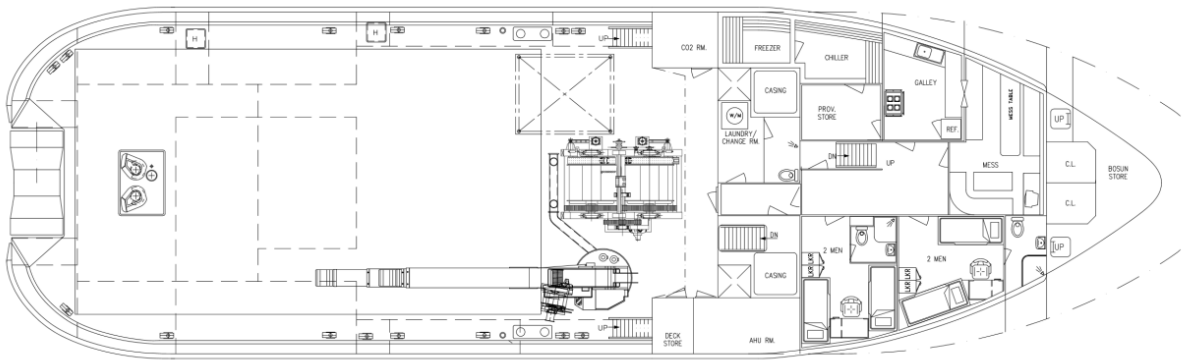 H
H
UP
CO2 RM.
FREEZER
CHILLER
GALLEY
CASING
PROV.
STORE
W/M
LAUNDRY/
CHANGE RM.
REF.
MESS TABLE
UP
DN
UP
MESS
C.L.
C.L.
BOSUN
STORE
DN
CASING
2 MEN
LKR
LKR
2 MEN
LKR
LKR
UP
UP
DECK
STORE
AHU RM.